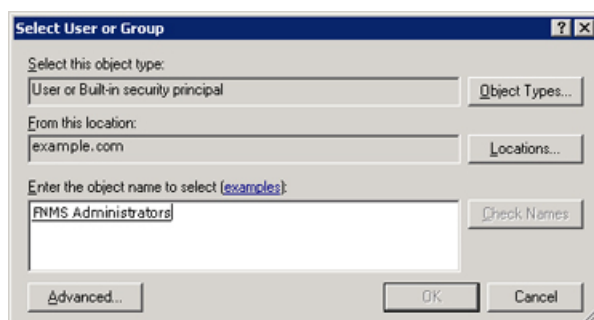 Select User or Group
Select this object type:
User or Built-in security principal
Object Types...
From this location:
example.com
Locations...
Enter the object name to select (examples):
FNMS Administrators
Check Names
Advanced...
OK
Cancel